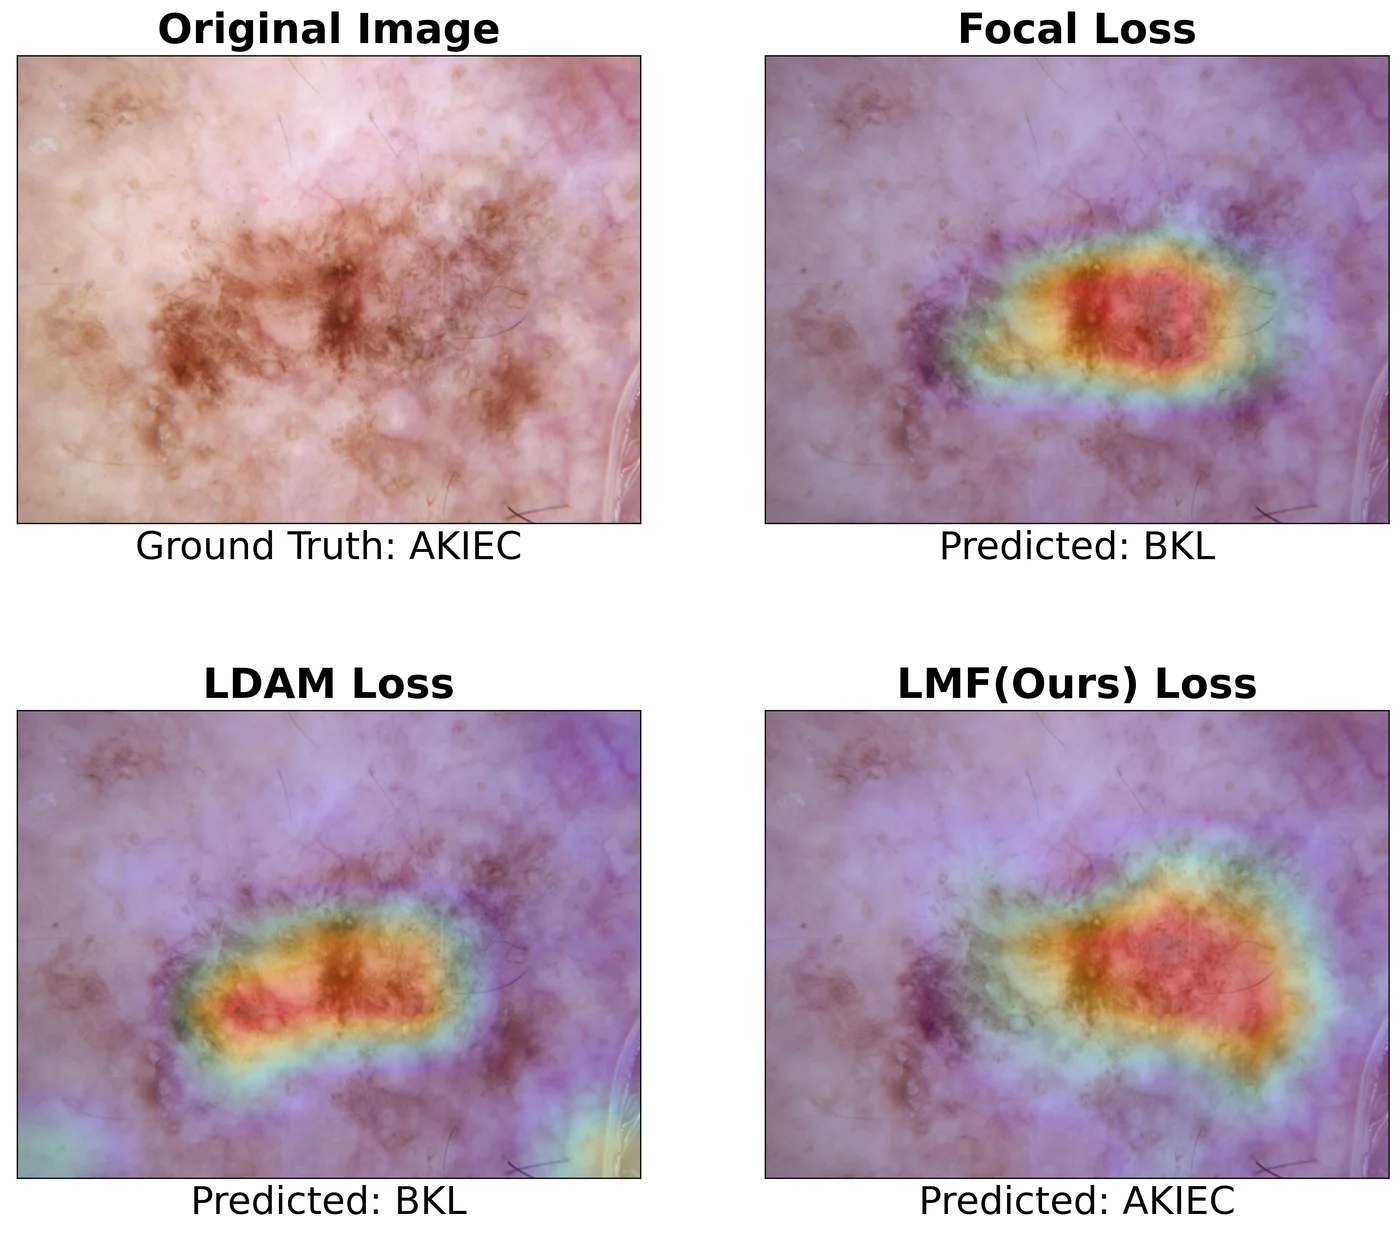 Original Image
Focal Loss
Ground Truth: AKIEC
Predicted: BKL
LDAM Loss
LMF(Ours) Loss
Predicted: BKL
Predicted: AKIEC